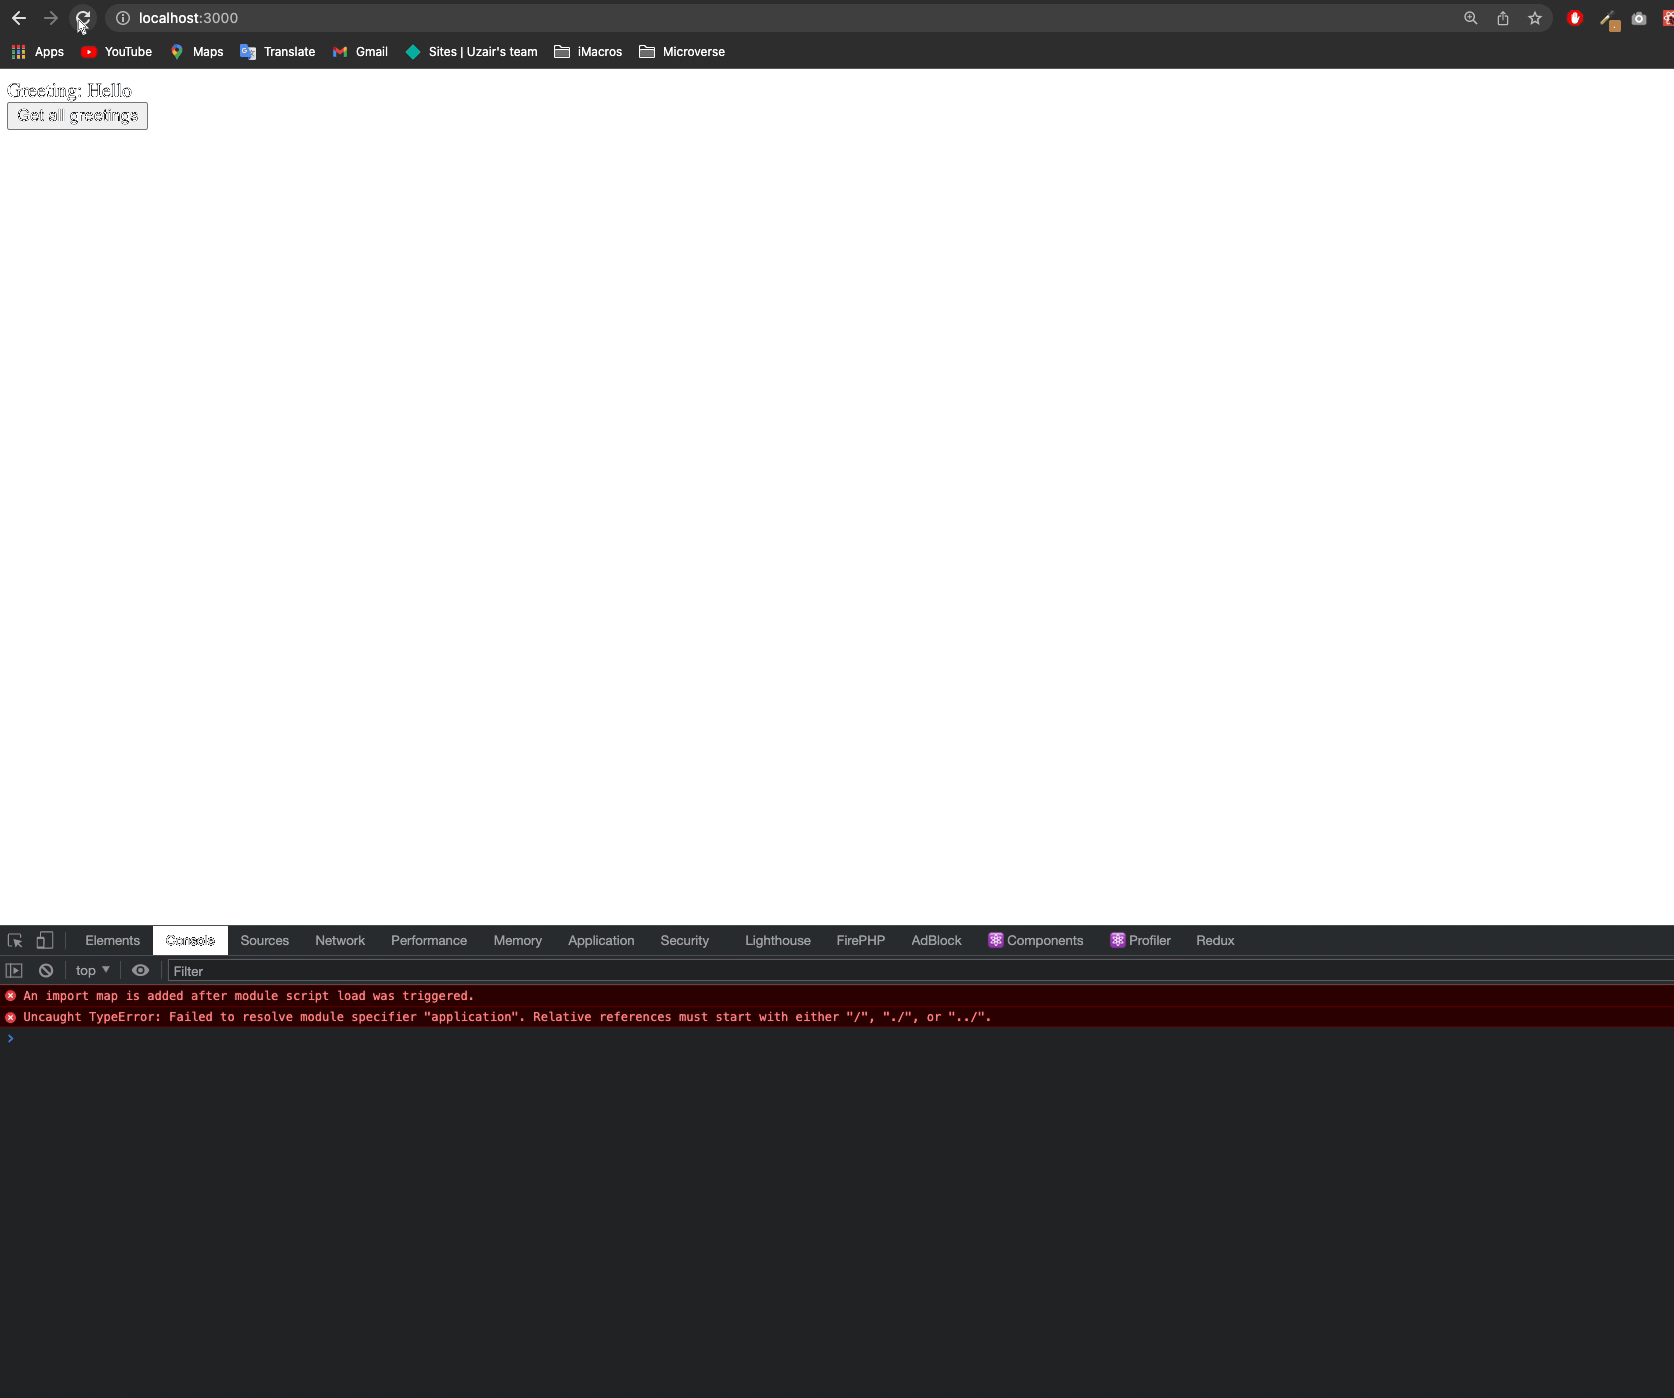 localhost:3000
Apps YouTube Maps Translate Gmail Sites | Uzair's team iMacros Microverse
Greeting: Hello
Get all greetings
Elements Console Sources Network Performance Memory Application Security Lighthouse FirePHP AdBlock Components Profiler Redux
top Filter
An import map is added after module script load was triggered.
Uncaught TypeError: Failed to resolve module specifier "application". Relative references must start with either "/", "./", or "../".